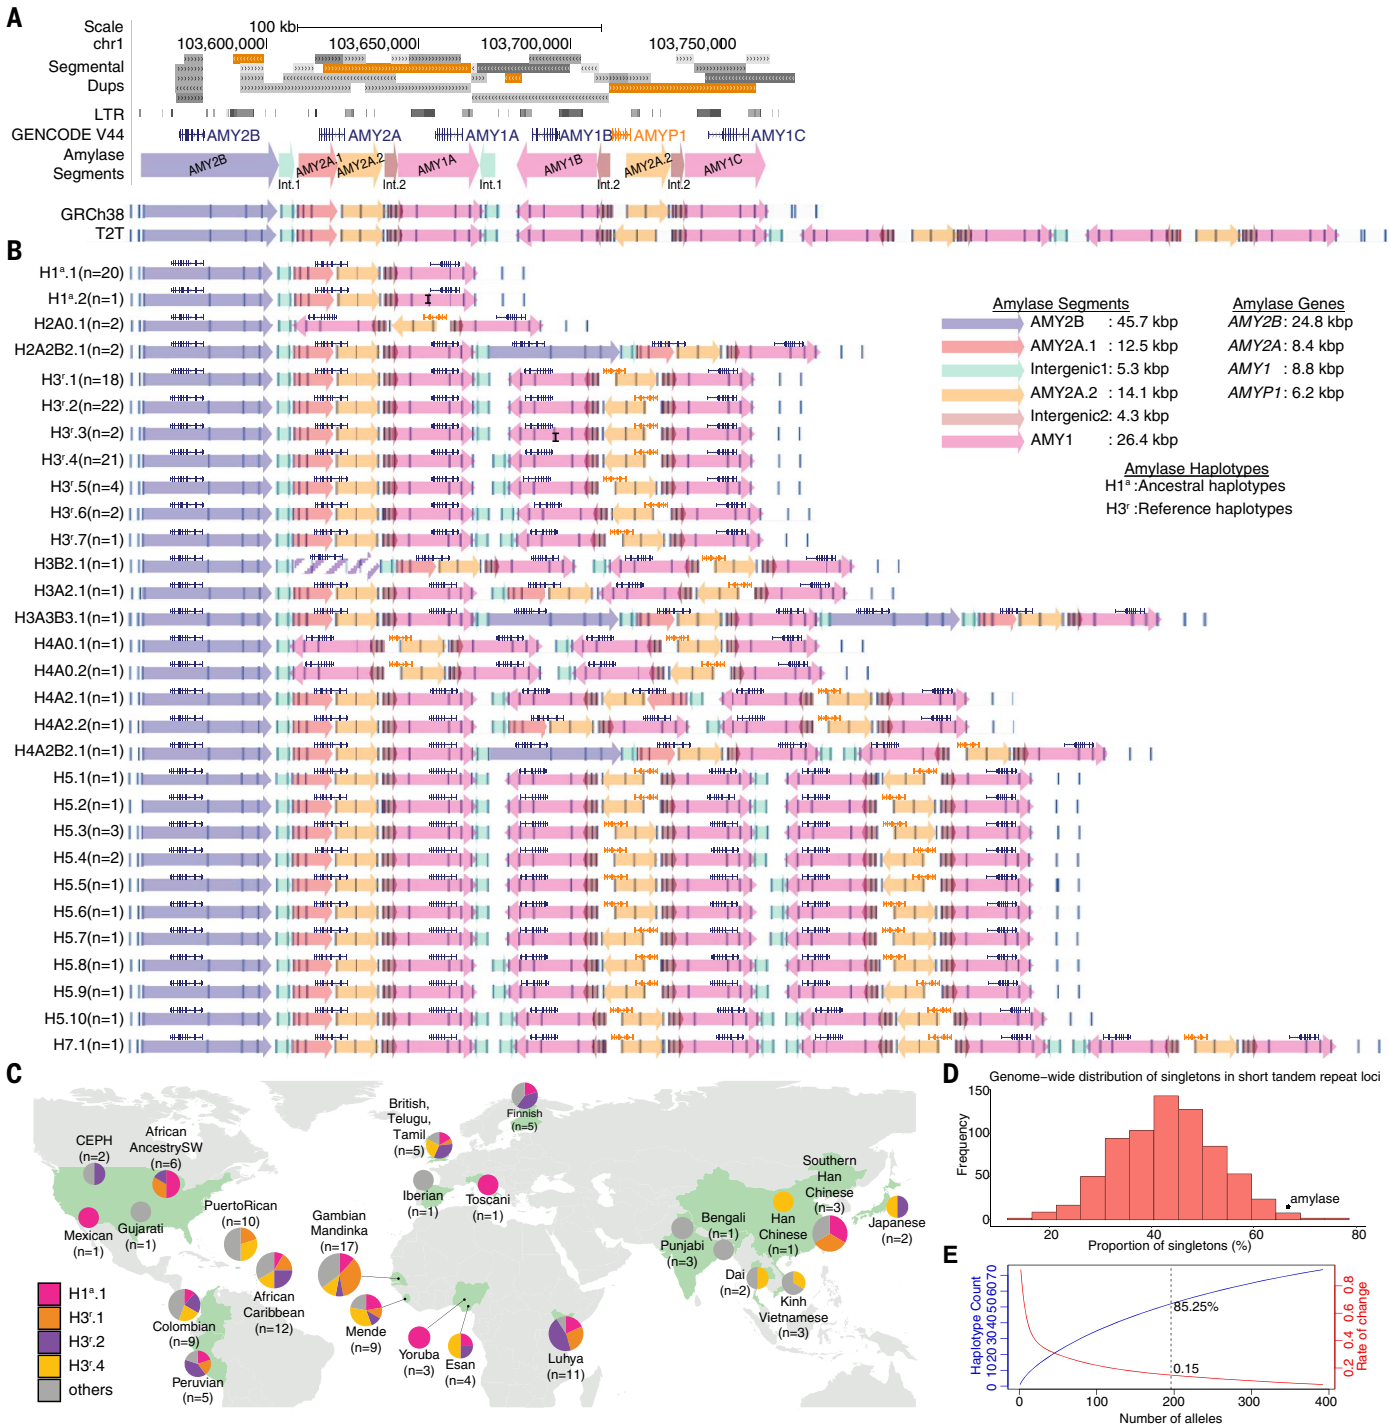 A
Scale
100 kb
chr1
103,600,000
103,650,000
103,700,000
103,750,000
Segmental
Dups
LTR
GENCODE V44
AMY2B
AMY2A
AMY1A
AMY1B
AMYP1
AMY1C
Amylase
Segments
AMY2B
AMY2A.1
AMY2A.2
AMY1A
AMY1B
AMY2A.2
AMY1C
Int.1
Int.2
Int.1
Int.2
Int.2
GRCh38
T2T
B
H1ᵃ.1(n=20)
H1ᵃ.2(n=1)
H2A0.1(n=2)
H2A2B2.1(n=2)
H3ʳ.1(n=18)
H3ʳ.2(n=22)
H3ʳ.3(n=2)
H3ʳ.4(n=21)
H3ʳ.5(n=4)
H3ʳ.6(n=2)
H3ʳ.7(n=1)
H3B2.1(n=1)
H3A2.1(n=1)
H3A3B3.1(n=1)
H4A0.1(n=1)
H4A0.2(n=1)
H4A2.1(n=1)
H4A2.2(n=1)
H4A2B2.1(n=1)
H5.1(n=1)
H5.2(n=1)
H5.3(n=3)
H5.4(n=2)
H5.5(n=1)
H5.6(n=1)
H5.7(n=1)
H5.8(n=1)
H5.9(n=1)
H5.10(n=1)
H7.1(n=1)
Amylase Segments
AMY2B : 45.7 kbp
AMY2A.1 : 12.5 kbp
Intergenic1: 5.3 kbp
AMY2A.2 : 14.1 kbp
Intergenic2: 4.3 kbp
AMY1 : 26.4 kbp
Amylase Genes
AMY2B: 24.8 kbp
AMY2A: 8.4 kbp
AMY1 : 8.8 kbp
AMYP1: 6.2 kbp
Amylase Haplotypes
H1ᵃ :Ancestral haplotypes
H3ʳ :Reference haplotypes
C
CEPH
(n=2)
African
AncestrySW
(n=6)
Mexican
(n=1)
Gujarati
(n=1)
PuertoRican
(n=10)
African
Caribbean
(n=12)
Colombian
(n=9)
Peruvian
(n=5)
Gambian
Mandinka
(n=17)
Mende
(n=9)
Yoruba
(n=3)
Esan
(n=4)
Luhya
(n=11)
British,
Telugu,
Tamil
(n=5)
Finnish
(n=5)
Iberian
(n=1)
Toscani
(n=1)
Punjabi
(n=3)
Bengali
(n=1)
Dai
(n=2)
Han
Chinese
(n=1)
Southern
Han
Chinese
(n=3)
Kinh
Vietnamese
(n=3)
Japanese
(n=2)
H1ᵃ.1
H3ʳ.1
H3ʳ.2
H3ʳ.4
others
D
Genome−wide distribution of singletons in short tandem repeat loci
Frequency
150
100
50
0
amylase
20
40
60
80
Proportion of singletons (%)
E
Haplotype Count
0 10 20 30 40 50 60 70
85.25%
0.15
0.2 0.4 0.6 0.8
Rate of change
0 100 200 300 400
Number of alleles